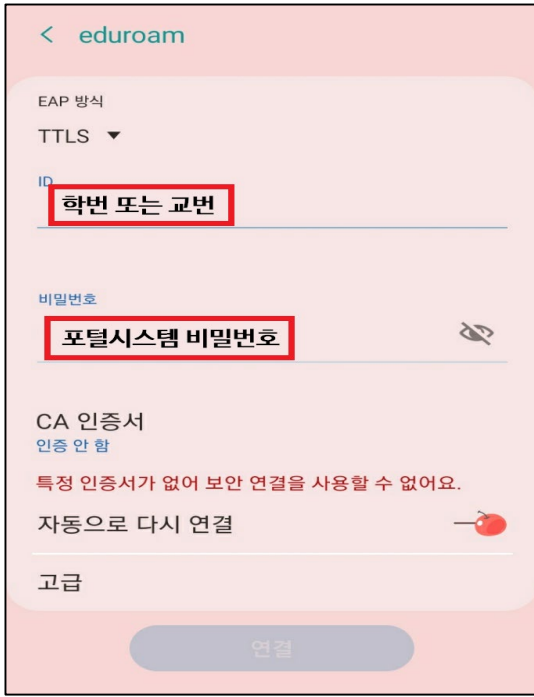 eduroam
EAP 방식
TTLS
ID
학번 또는 교번
비밀번호
포털시스템 비밀번호
CA 인증서
인증 안 함
특정 인증서가 없어 보안 연결을 사용할 수 없어요.
자동으로 다시 연결
고급
연결